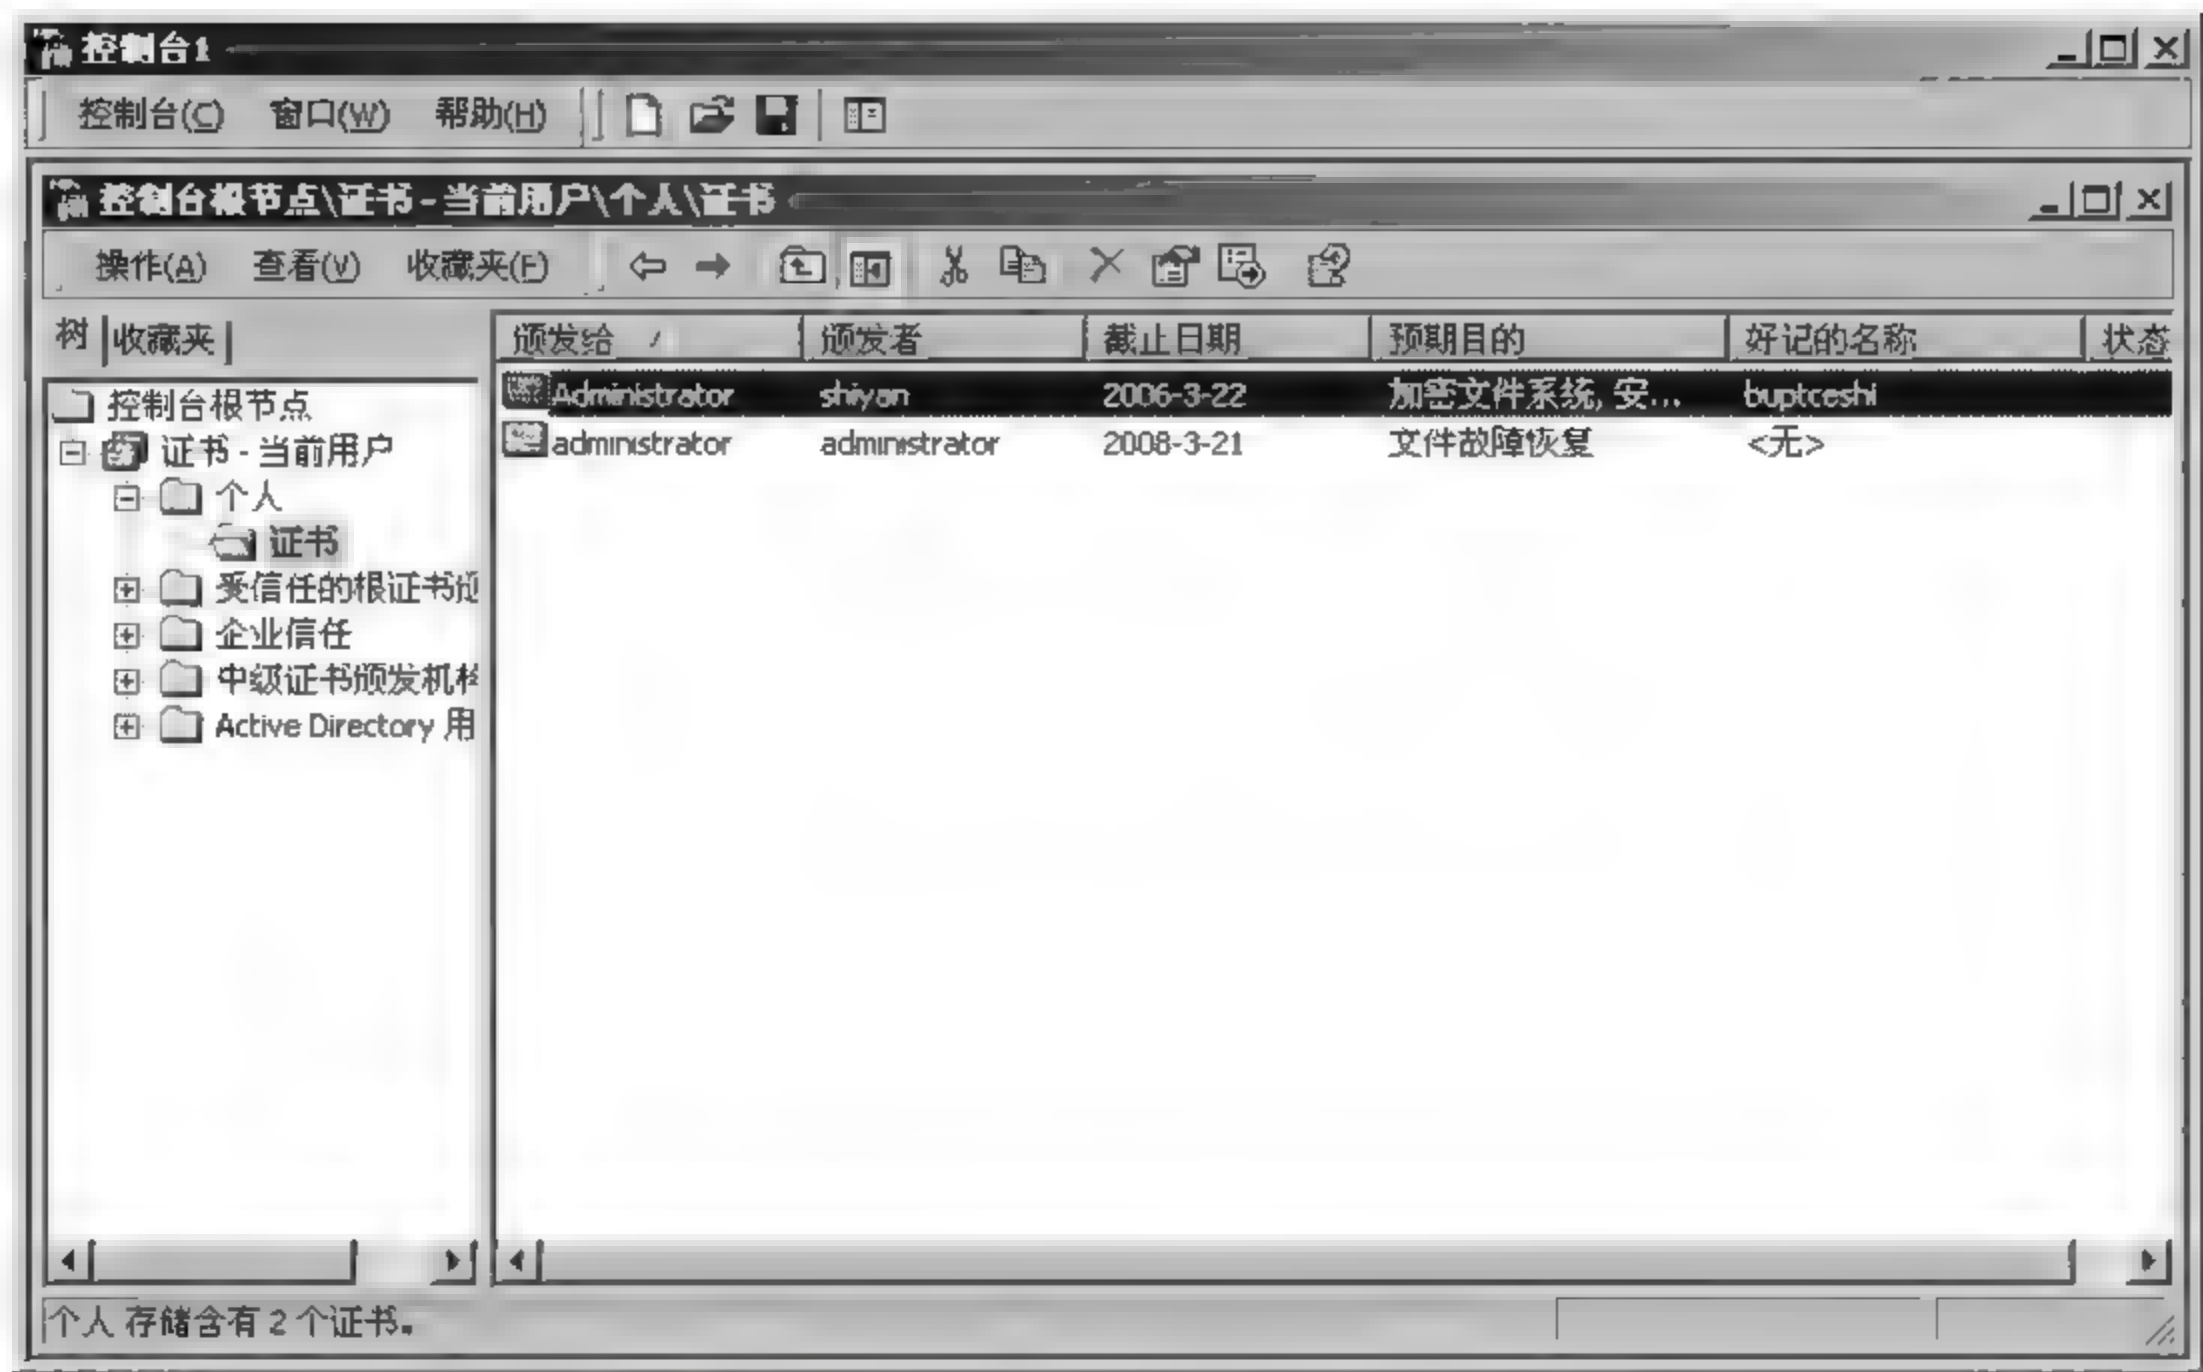 控制台1
控制台(C) 窗口(W) 帮助(H)
控制台根节点\证书 - 当前用户\个人\证书
操作(A) 查看(V) 收藏夹(F)
树 收藏夹
颁发给 颁发者 截止日期 预期目的 好记的名称 状态
Administrator shiyan 2006-3-22 加密文件系统, 安... buptceshi
administrator administrator 2008-3-21 文件故障恢复 <无>
控制台根节点
证书 - 当前用户
个人
证书
受信任的根证书颁
企业信任
中级证书颁发机构
Active Directory 用
个人 存储含有 2 个证书。